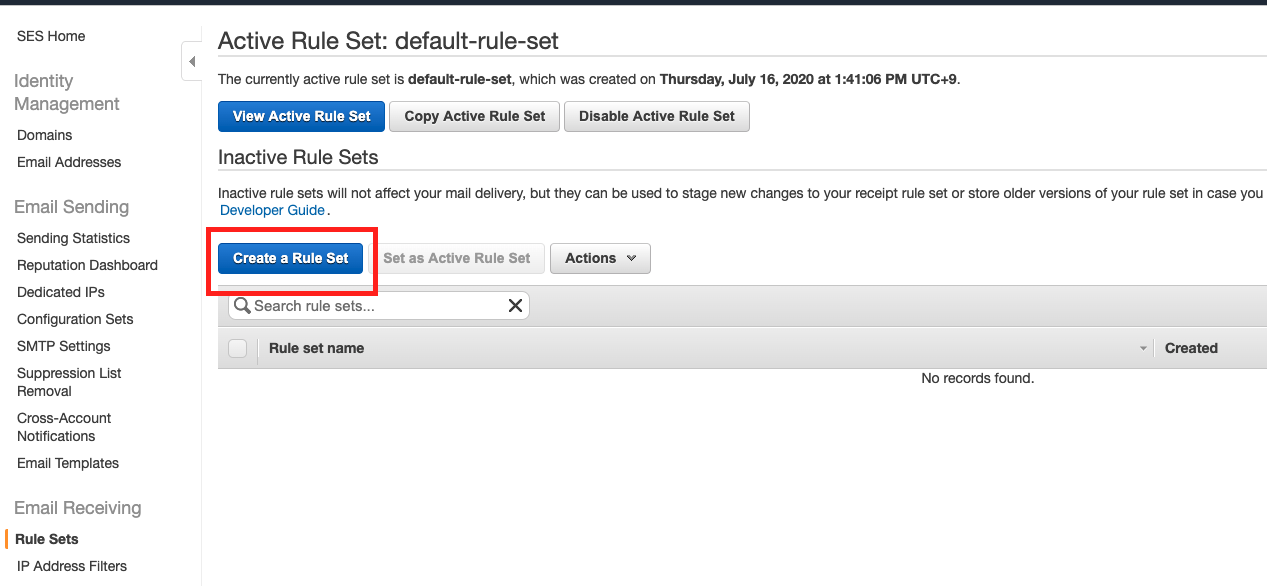 SES Home
Identity
Management
Domains
Email Addresses
Email Sending
Sending Statistics
Reputation Dashboard
Dedicated IPs
Configuration Sets
SMTP Settings
Suppression List
Removal
Cross-Account
Notifications
Email Templates
Email Receiving
Rule Sets
IP Address Filters
Active Rule Set: default-rule-set
The currently active rule set is default-rule-set, which was created on Thursday, July 16, 2020 at 1:41:06 PM UTC+9.
View Active Rule Set Copy Active Rule Set Disable Active Rule Set
Inactive Rule Sets
Inactive rule sets will not affect your mail delivery, but they can be used to stage new changes to your receipt rule set or store older versions of your rule set in case you
Developer Guide.
Create a Rule Set Set as Active Rule Set Actions
Search rule sets...
Rule set name Created
No records found.